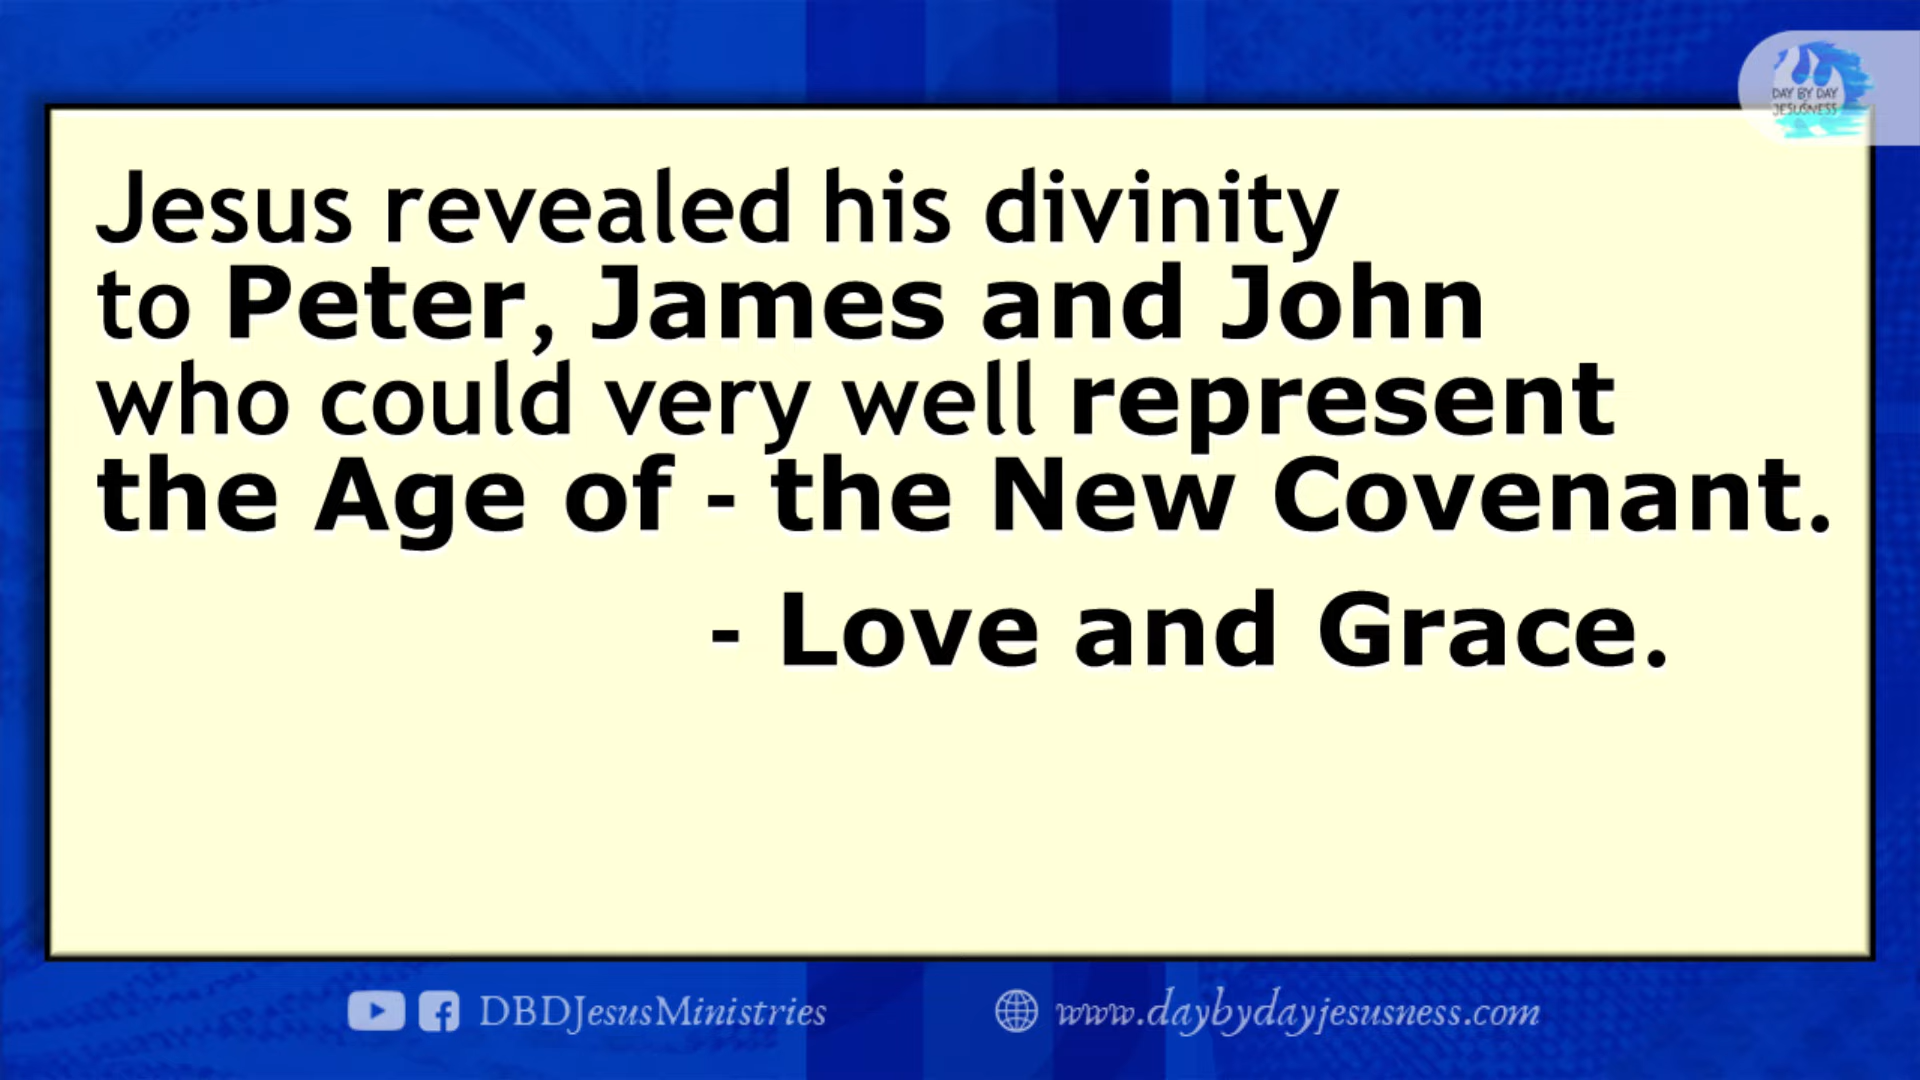 DAY BY DAY
JESUSNESS
Jesus revealed his divinity
to Peter, James and John
who could very well represent
the Age of - the New Covenant.
- Love and Grace.
DBDJesusMinistries
www.daybydayjesusness.com